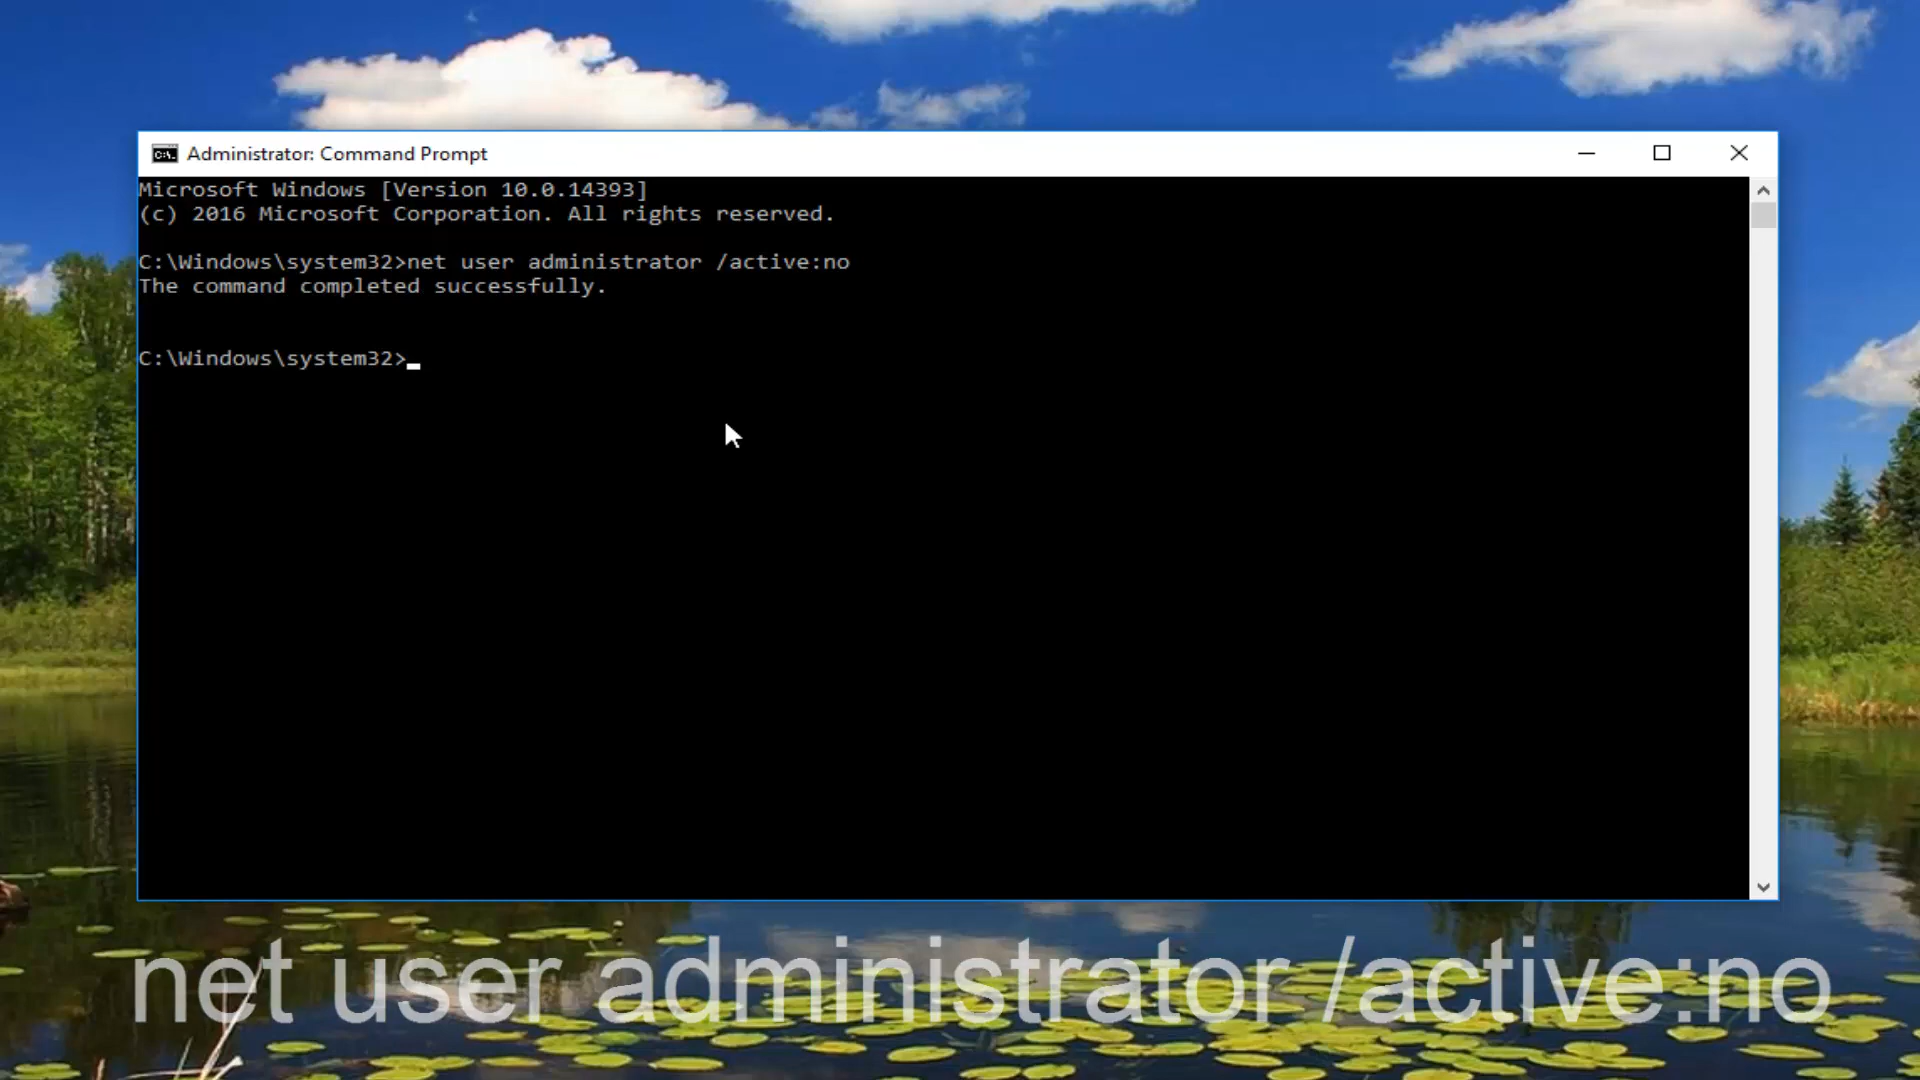 Administrator: Command Prompt
Microsoft Windows [Version 10.0.14393]
(c) 2016 Microsoft Corporation. All rights reserved.
C:\Windows\system32>net user administrator /active:no
The command completed successfully.
C:\Windows\system32>
net user administrator /active:no